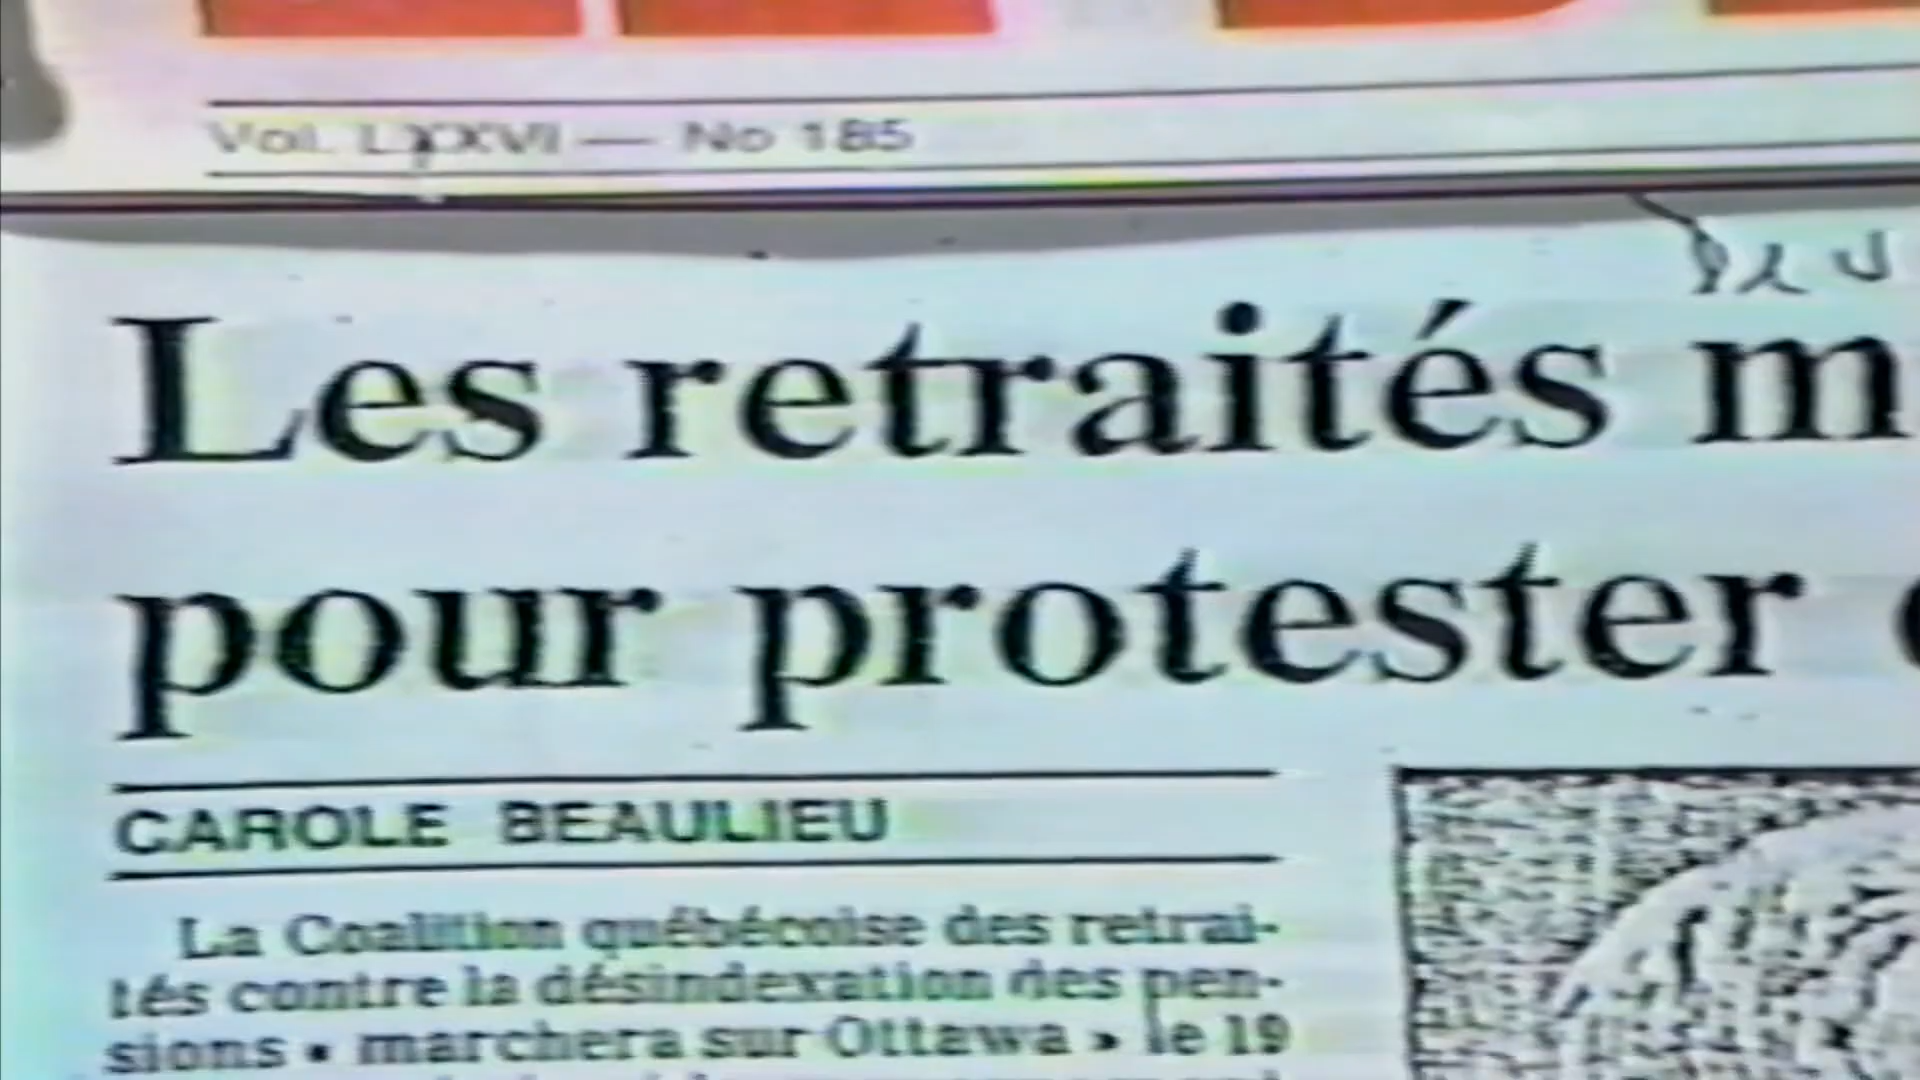 Vol. LXXVI — No 185
Les retraités m
pour protester
CAROLE BEAULIEU
La Coalition québécoise des retrai-
tés contre la désindexation des pen-
sions « marchera sur Ottawa » le 19